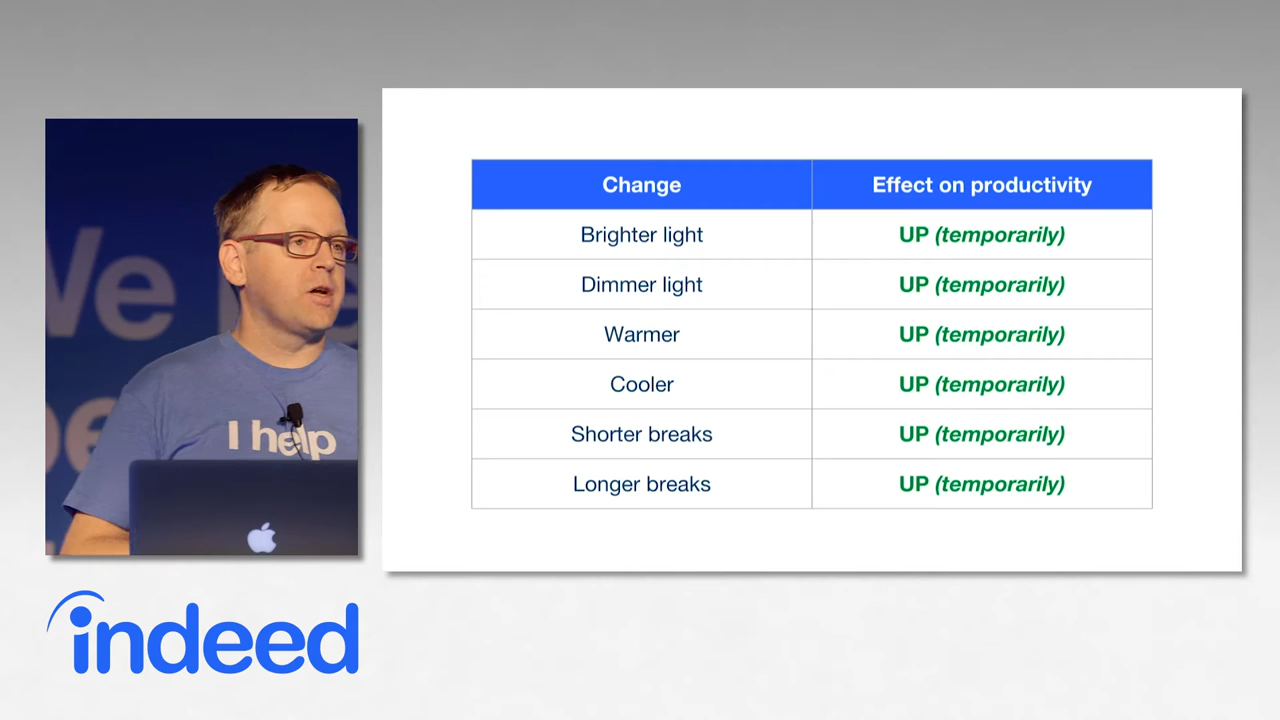 We
I help
indeed
Change Effect on productivity
Brighter light UP (temporarily)
Dimmer light UP (temporarily)
Warmer UP (temporarily)
Cooler UP (temporarily)
Shorter breaks UP (temporarily)
Longer breaks UP (temporarily)